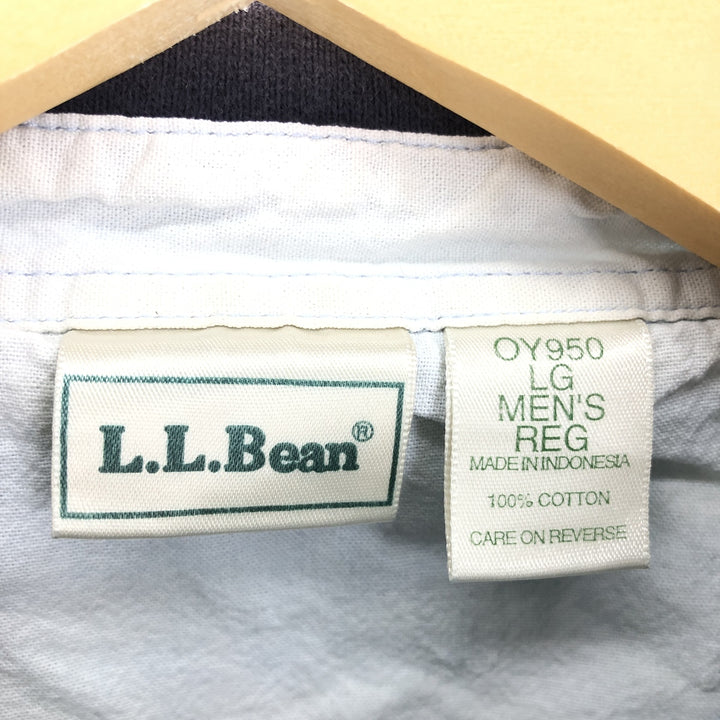 L.L.Bean®
OY950
LG
MEN'S
REG
MADE IN INDONESIA
100% COTTON
CARE ON REVERSE